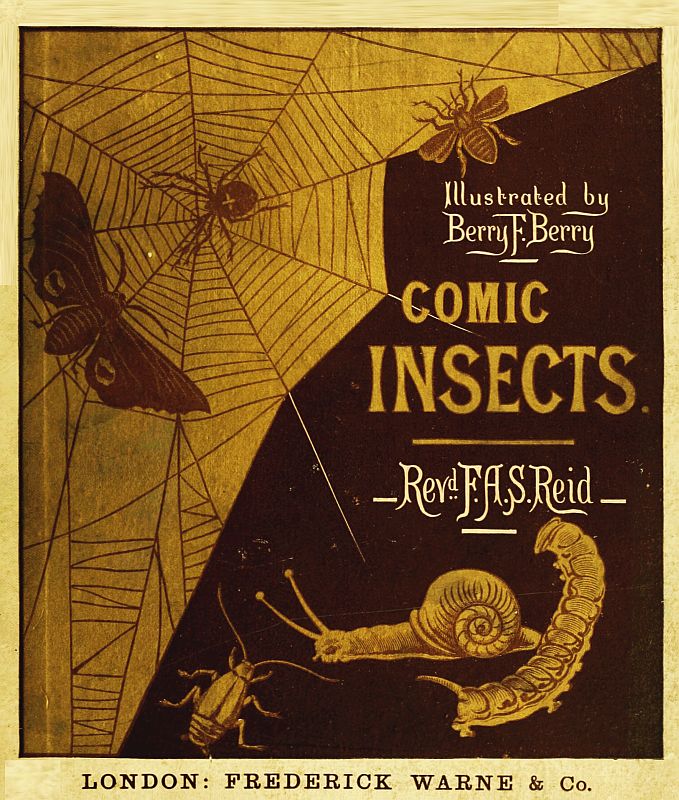 Illustrated by
Berry F. Berry
COMIC
INSECTS.
Revd. F.A.S. Reid
LONDON: FREDERICK WARNE & Co.